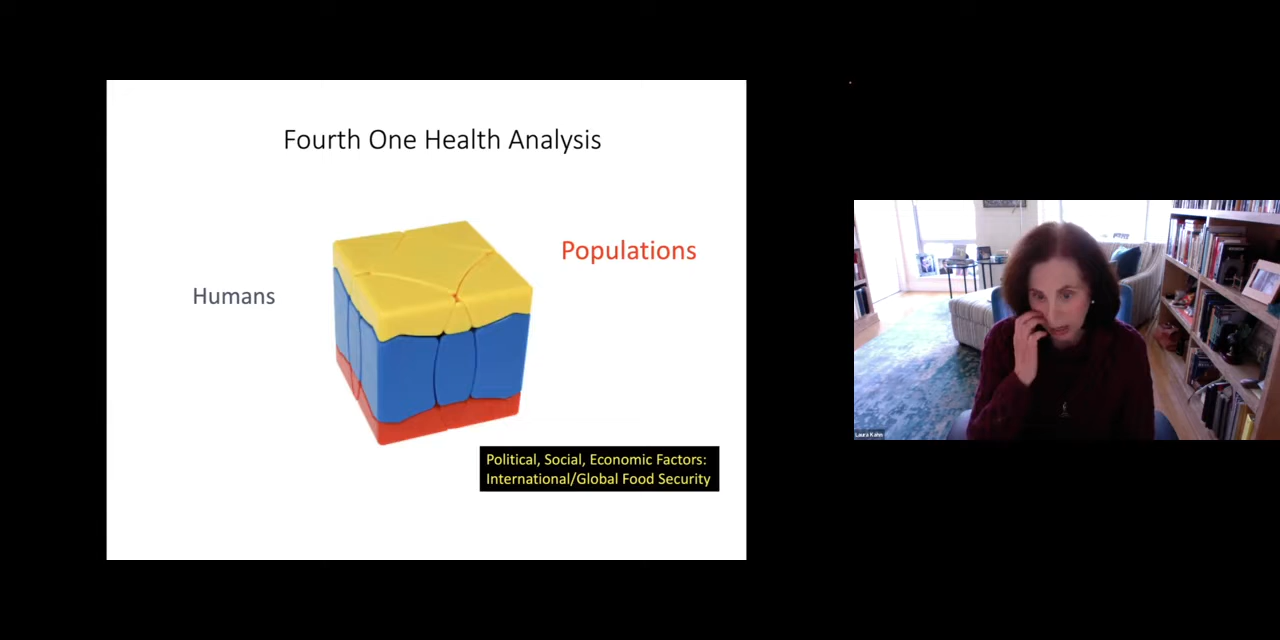 Fourth One Health Analysis
Populations
Humans
Political, Social, Economic Factors:
International/Global Food Security
Laura Kahn